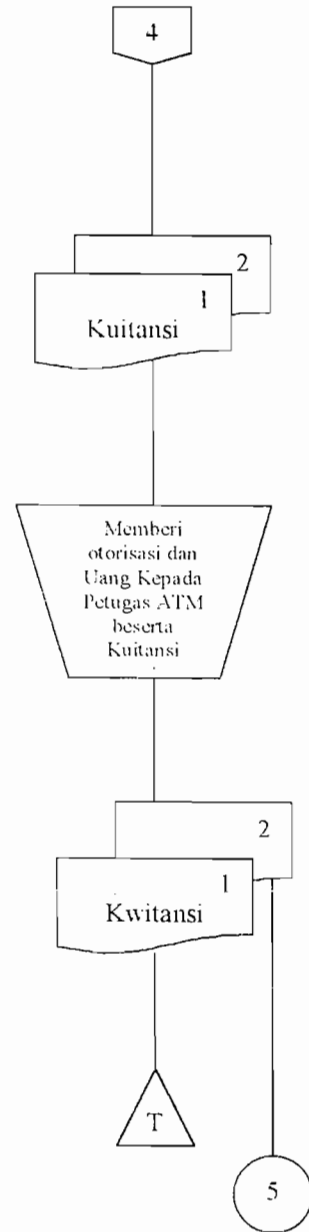 4
2
1
Kuitansi
Memberi
otorisasi dan
Uang Kepada
Petugas ATM
beserta
Kuitansi
2
1
Kwitansi
T
5